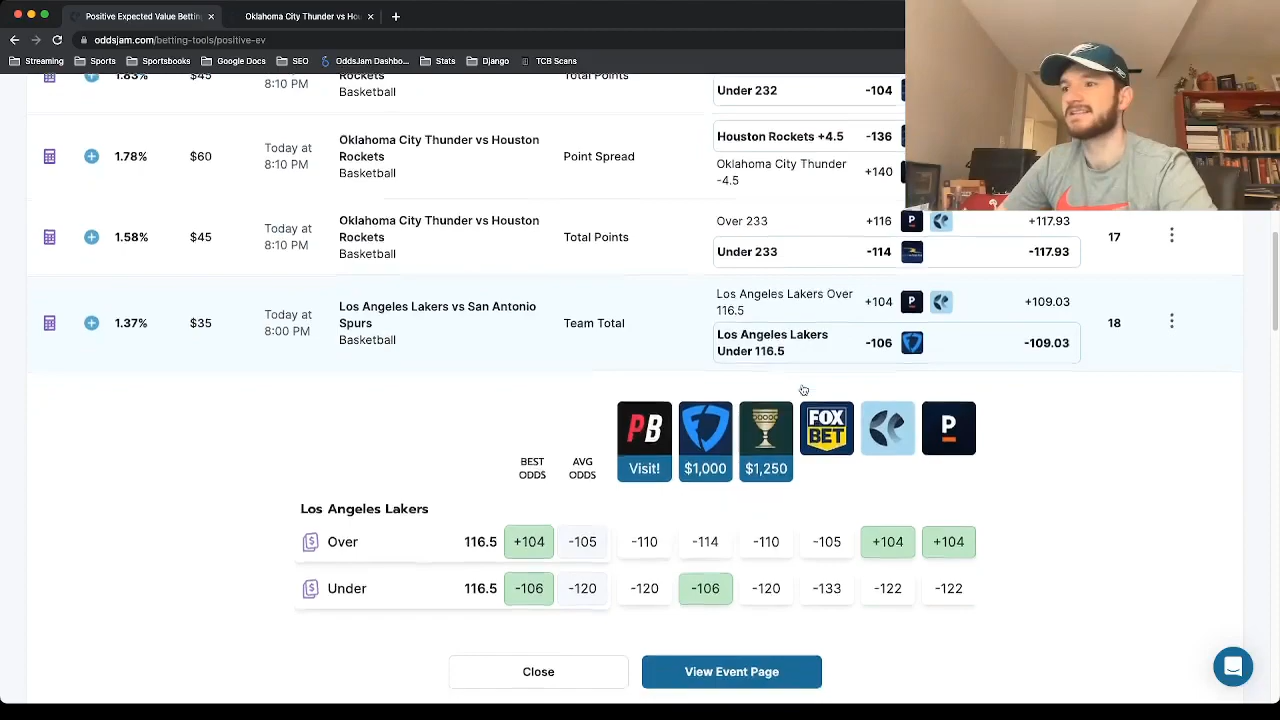 Positive Expected Value Bettin
Oklahoma City Thunder vs Ho
oddsjam.com/betting-tools/positive-ev
Streaming
Sports
Sportsbooks
Google Docs
SEO
OddsJam Dashbo...
Stats
Django
TCB Scans
1.83%
$45
8:10 PM
Rockets
Basketball
Total Points
Under 232
-104
1.78%
$60
Today at
8:10 PM
Oklahoma City Thunder vs Houston
Rockets
Basketball
Point Spread
Houston Rockets +4.5
-136
Oklahoma City Thunder
-4.5
+140
1.58%
$45
Today at
8:10 PM
Oklahoma City Thunder vs Houston
Rockets
Basketball
Total Points
Over 233
+116
P
+117.93
Under 233
-114
-117.93
17
1.37%
$35
Today at
8:00 PM
Los Angeles Lakers vs San Antonio
Spurs
Basketball
Team Total
Los Angeles Lakers Over
116.5
+104
P
+109.03
Los Angeles Lakers
Under 116.5
-106
-109.03
18
BEST
ODDS
AVG
ODDS
PB
Visit!
$1,000
$1,250
FOX
BET
P
Los Angeles Lakers
Over 116.5 +104 -105 -110 -114 -110 -105 +104 +104
Under 116.5 -106 -120 -120 -106 -120 -133 -122 -122
Close
View Event Page